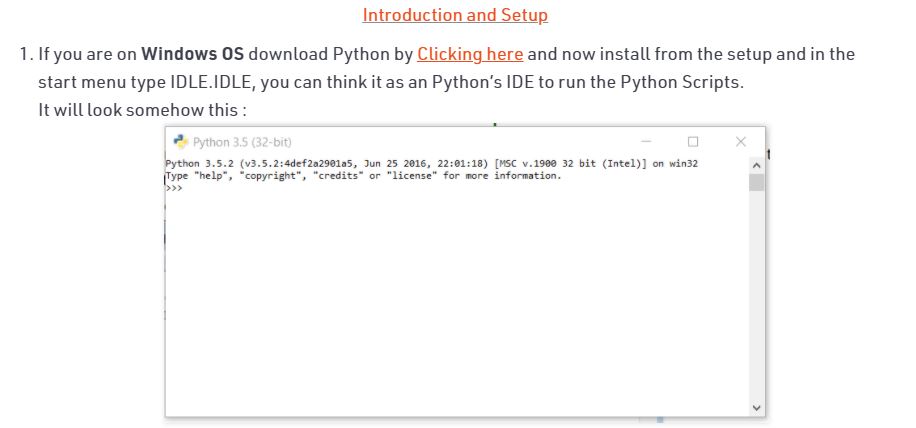 Introduction and Setup
1. If you are on Windows OS download Python by Clicking here and now install from the setup and in the
start menu type IDLE.IDLE, you can think it as an Python's IDE to run the Python Scripts.
It will look somehow this :
Python 3.5 (32-bit)
Python 3.5.2 (v3.5.2:4def2a2901a5, Jun 25 2016, 22:01:18) [MSC v.1900 32 bit (Intel)] on win32
Type "help", "copyright", "credits" or "license" for more information.
>>>